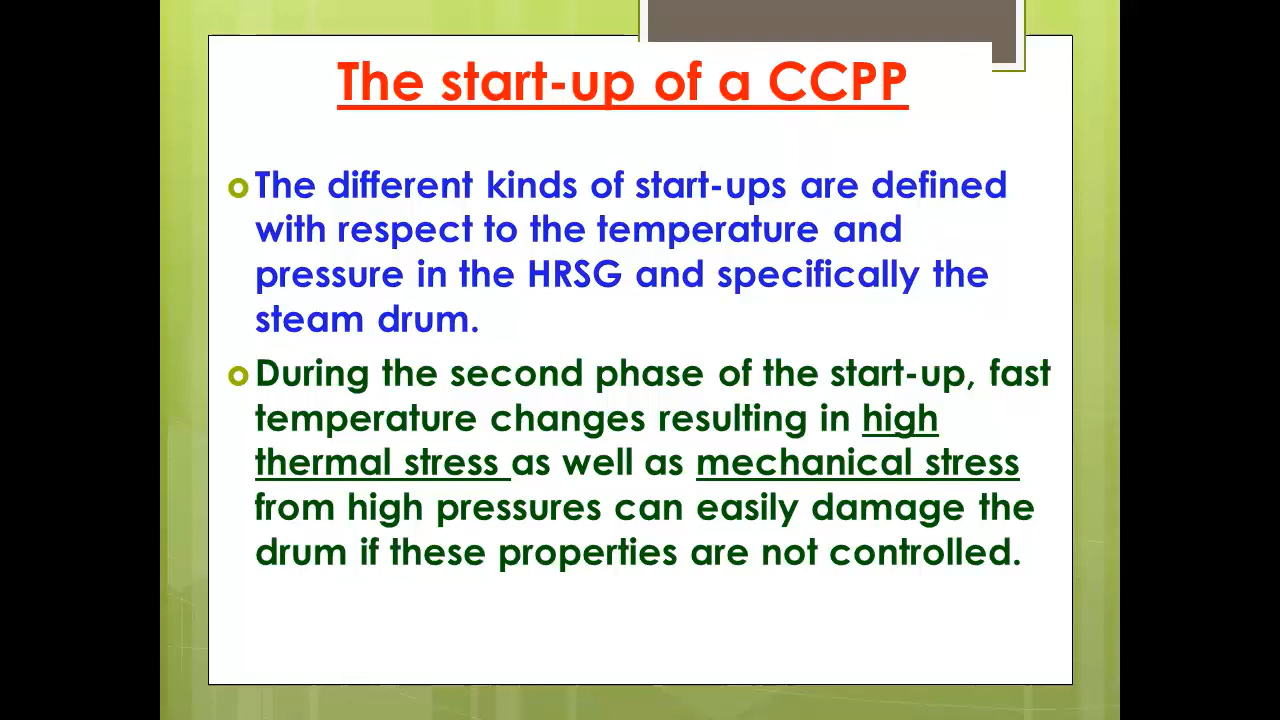 The start-up of a CCPP
The different kinds of start-ups are defined
with respect to the temperature and
pressure in the HRSG and specifically the
steam drum.
During the second phase of the start-up, fast
temperature changes resulting in high
thermal stress as well as mechanical stress
from high pressures can easily damage the
drum if these properties are not controlled.